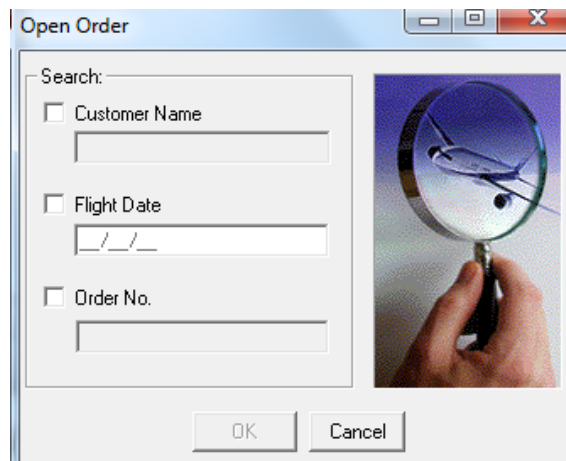 Open Order
Search:
Customer Name
Flight Date
__/__/__
Order No.
OK
Cancel